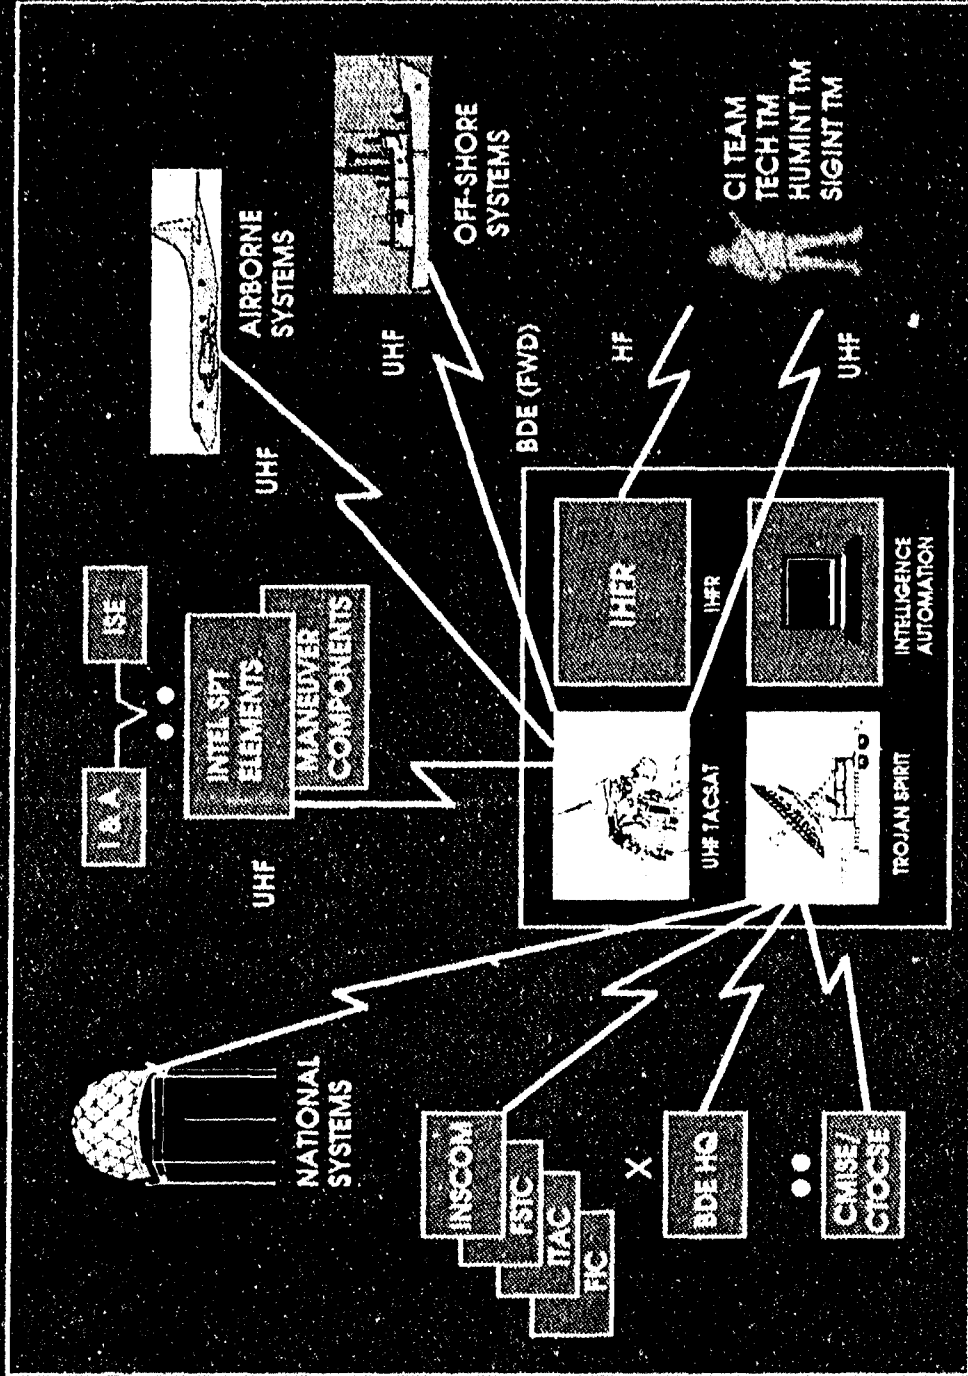 NATIONAL
SYSTEMS
I & A
ISE
INTEL SPT
ELEMENTS
MANEUVER
COMPONENTS
UHF
AIRBORNE
SYSTEMS
UHF
OFF-SHORE
SYSTEMS
UHF
INSCOM
FSTC
ITAC
FIC
X
BDE HQ
CMISE/
CTOCSE
BDE (FWD)
UHF TACSAT
IHFR
IHFR
TROJAN SPIRIT
INTELLIGENCE
AUTOMATION
HF
UHF
CI TEAM
TECH TM
HUMINT TM
SIGINT TM